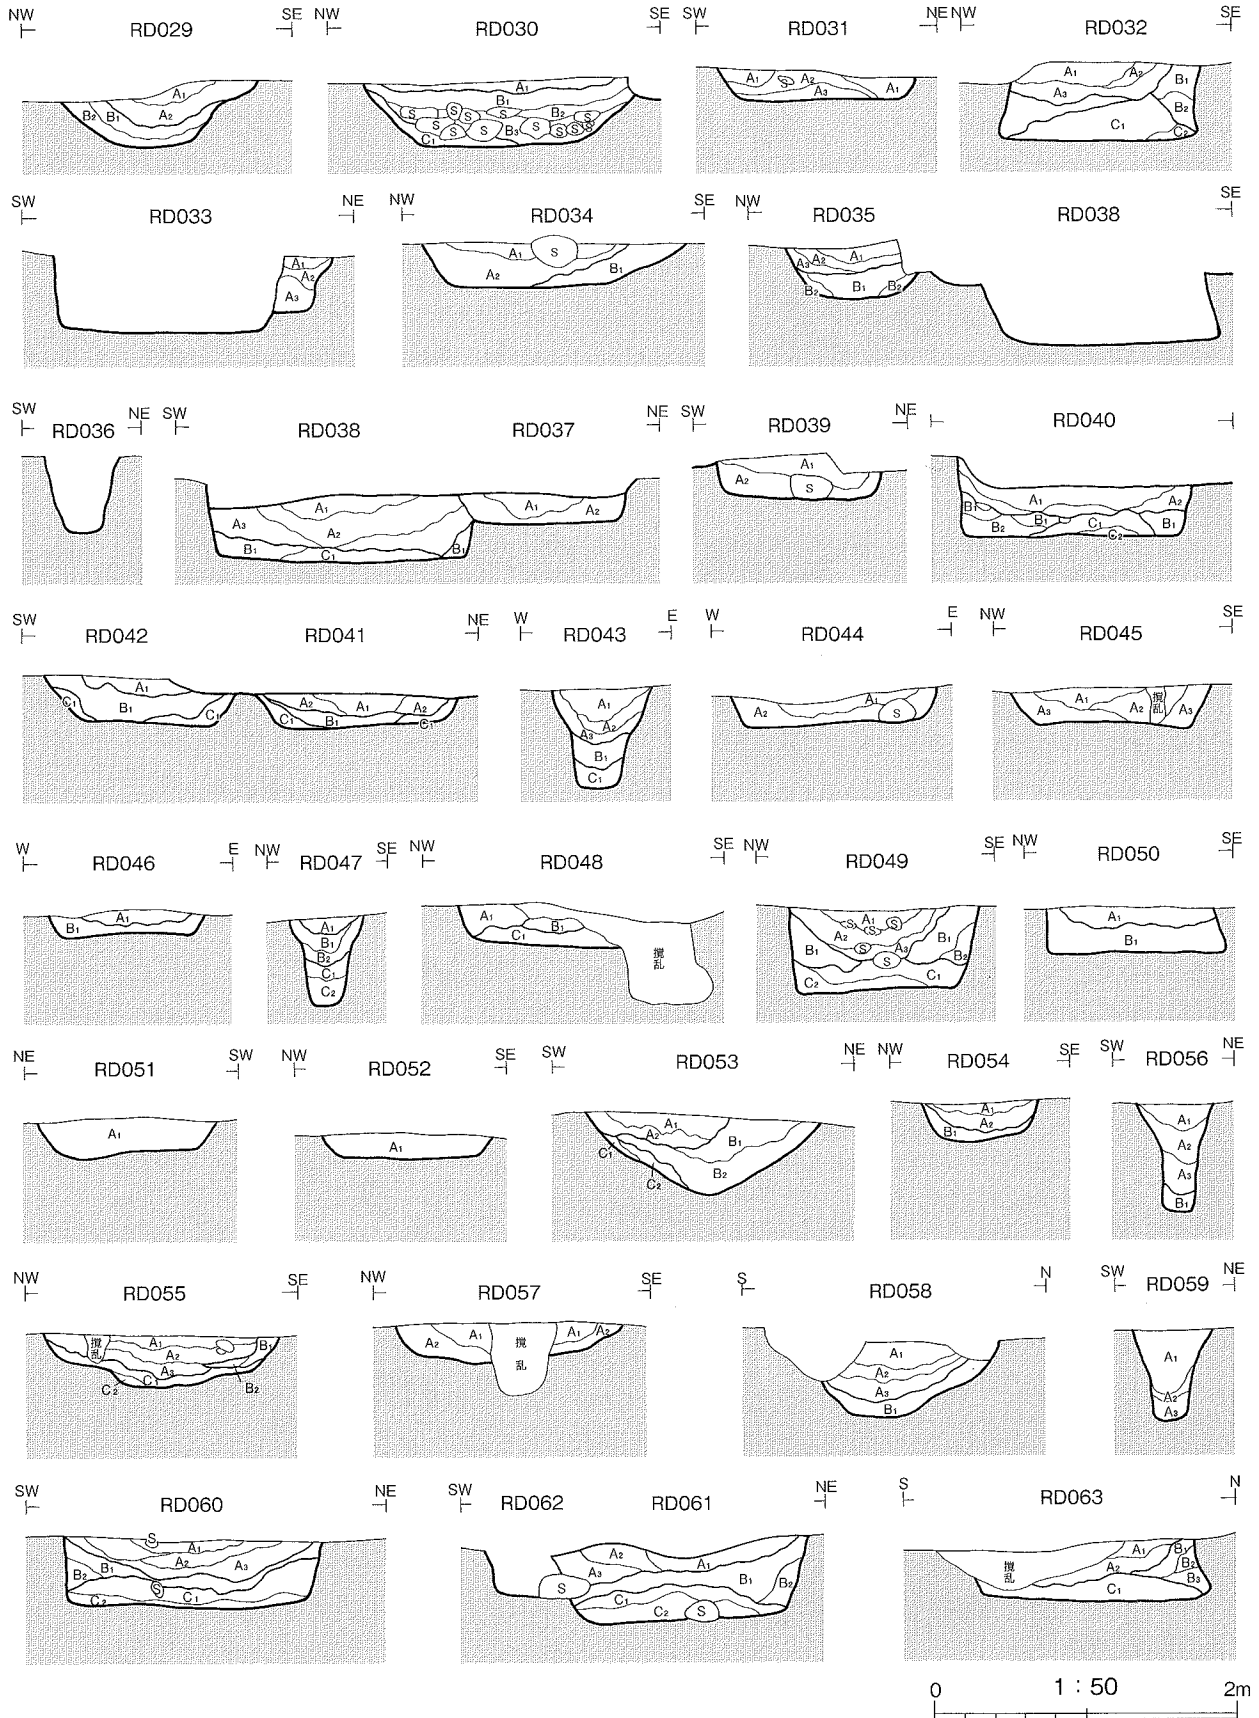 NW SE NW SE SW NE NW SE
RD029 RD030 RD031 RD032
A1 A2 B1 B2
A1 B1 B2 B3 C1 S S S S S S S S S S S S S
A1 S A2 A3 A1
A1 A2 A3 B1 B2 C1 C2
SW NE NW SE NW SE
RD033 RD034 RD035 RD038
A1 A2 A3
A1 S A2 B1
A3 A2 A1 B2 B1 B2
SW NE SW NE SW NE
RD036 RD038 RD037 RD039 RD040
A1 A3 A2 B1 C1 B1 A1 A2
A1 A2 S
A1 A2 B1 B2 B1 C1 C2 B1
SW NE W E W E NW SE
RD042 RD041 RD043 RD044 RD045
C1 A1 B1 C1 A2 A1 A2 C1 B1 C1
A1 A2 A3 B1 C1
A2 A1 S
A3 A1 A2 攪乱 A3
W E NW SE NW SE NW SE NW SE
RD046 RD047 RD048 RD049 RD050
A1 B1
A1 B1 B2 C1 C2
A1 B1 C1 攪乱
A1 S S S A2 S A3 B1 B1 B2 S C1 C2
A1 B1
NE SW NW SE SW NE NW SE SW NE
RD051 RD052 RD053 RD054 RD056
A1
A1
A1 A2 B1 B2 C1 C2
A1 A2 B1
A1 A2 A3 B1
NW SE NW SE S N SW NE
RD055 RD057 RD058 RD059
攪乱 A1 A2 A3 B1 B2 C1 C2
A2 A1 攪乱 A1 A2
A1 A2 A3 B1
A1 A2 A3
SW NE SW NE S N
RD060 RD062 RD061 RD063
S A1 A2 A3 B1 B2 S C1 C2
A2 A1 A3 B1 B2 S C1 C2 S
攪乱 A1 A2 B1 B2 B3 C1
0 1：50 2m